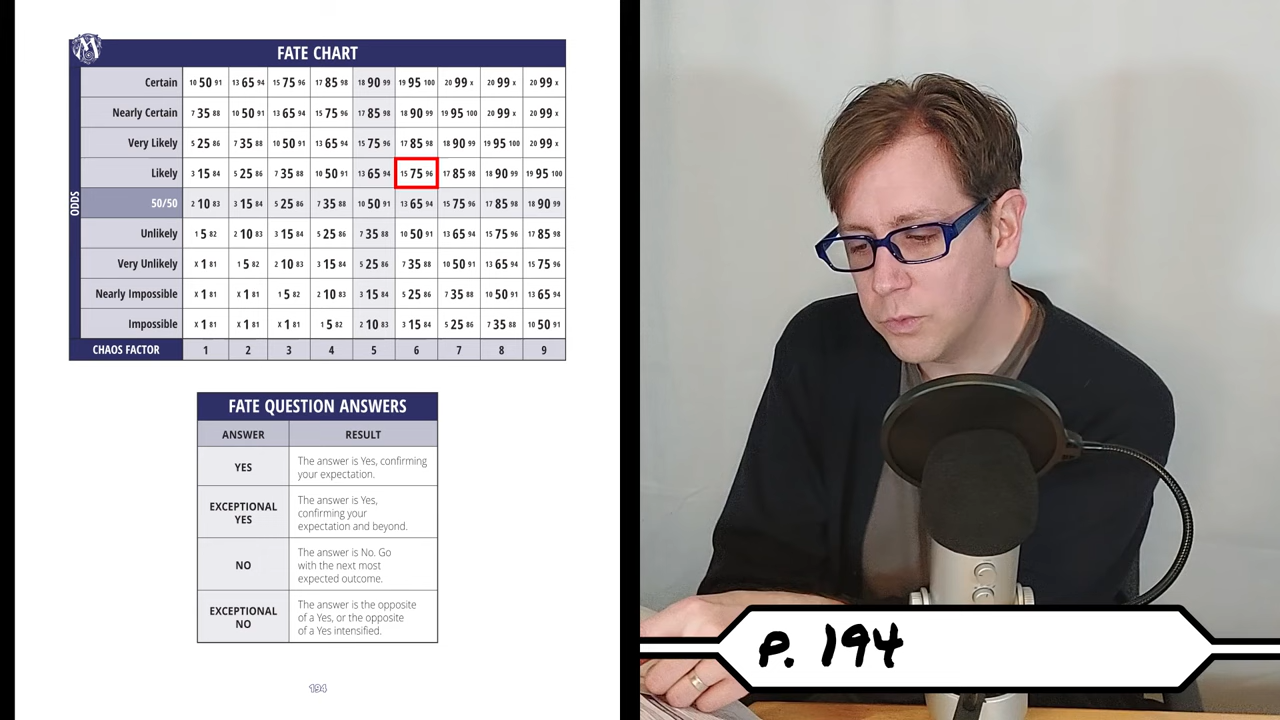 M
FATE CHART
ODDS
Certain 10 50 91 13 65 94 15 75 96 17 85 98 18 90 99 19 95 100 20 99 x 20 99 x 20 99 x
Nearly Certain 7 35 88 10 50 91 13 65 94 15 75 96 17 85 98 18 90 99 19 95 100 20 99 x 20 99 x
Very Likely 5 25 86 7 35 88 10 50 91 13 65 94 15 75 96 17 85 98 18 90 99 19 95 100 20 99 x
Likely 3 15 84 5 25 86 7 35 88 10 50 91 13 65 94 15 75 96 17 85 98 18 90 99 19 95 100
50/50 2 10 83 3 15 84 5 25 86 7 35 88 10 50 91 13 65 94 15 75 96 17 85 98 18 90 99
Unlikely 1 5 82 2 10 83 3 15 84 5 25 86 7 35 88 10 50 91 13 65 94 15 75 96 17 85 98
Very Unlikely x 1 81 1 5 82 2 10 83 3 15 84 5 25 86 7 35 88 10 50 91 13 65 94 15 75 96
Nearly Impossible x 1 81 x 1 81 1 5 82 2 10 83 3 15 84 5 25 86 7 35 88 10 50 91 13 65 94
Impossible x 1 81 x 1 81 x 1 81 1 5 82 2 10 83 3 15 84 5 25 86 7 35 88 10 50 91
CHAOS FACTOR 1 2 3 4 5 6 7 8 9
FATE QUESTION ANSWERS
ANSWER RESULT
YES
The answer is Yes, confirming
your expectation.
EXCEPTIONAL
YES
The answer is Yes,
confirming your
expectation and beyond.
NO
The answer is No. Go
with the next most
expected outcome.
EXCEPTIONAL
NO
The answer is the opposite
of a Yes, or the opposite
of a Yes intensified.
194
p. 194